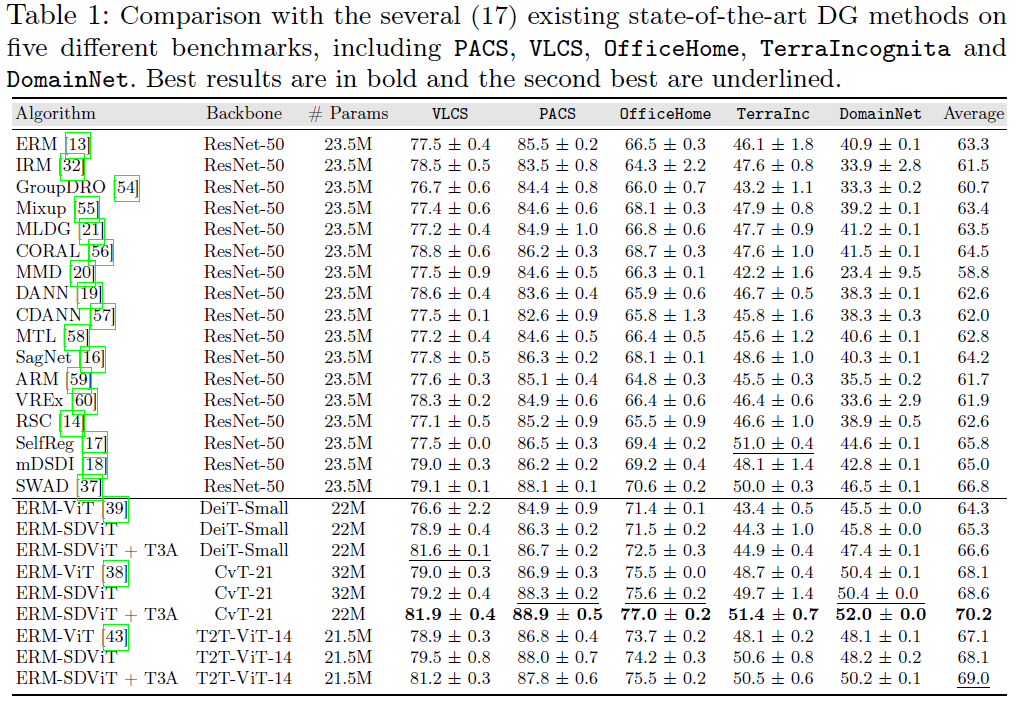 Table 1: Comparison with the several (17) existing state-of-the-art DG methods on
five different benchmarks, including PACS, VLCS, OfficeHome, TerraIncognita and
DomainNet. Best results are in bold and the second best are underlined.
Algorithm Backbone # Params VLCS PACS OfficeHome TerraInc DomainNet Average
ERM [13] ResNet-50 23.5M 77.5 ± 0.4 85.5 ± 0.2 66.5 ± 0.3 46.1 ± 1.8 40.9 ± 0.1 63.3
IRM [32] ResNet-50 23.5M 78.5 ± 0.5 83.5 ± 0.8 64.3 ± 2.2 47.6 ± 0.8 33.9 ± 2.8 61.5
GroupDRO [54] ResNet-50 23.5M 76.7 ± 0.6 84.4 ± 0.8 66.0 ± 0.7 43.2 ± 1.1 33.3 ± 0.2 60.7
Mixup [55] ResNet-50 23.5M 77.4 ± 0.6 84.6 ± 0.6 68.1 ± 0.3 47.9 ± 0.8 39.2 ± 0.1 63.4
MLDG [21] ResNet-50 23.5M 77.2 ± 0.4 84.9 ± 1.0 66.8 ± 0.6 47.7 ± 0.9 41.2 ± 0.1 63.5
CORAL [56] ResNet-50 23.5M 78.8 ± 0.6 86.2 ± 0.3 68.7 ± 0.3 47.6 ± 1.0 41.5 ± 0.1 64.5
MMD [20] ResNet-50 23.5M 77.5 ± 0.9 84.6 ± 0.5 66.3 ± 0.1 42.2 ± 1.6 23.4 ± 9.5 58.8
DANN [19] ResNet-50 23.5M 78.6 ± 0.4 83.6 ± 0.4 65.9 ± 0.6 46.7 ± 0.5 38.3 ± 0.1 62.6
CDANN [57] ResNet-50 23.5M 77.5 ± 0.1 82.6 ± 0.9 65.8 ± 1.3 45.8 ± 1.6 38.3 ± 0.3 62.0
MTL [58] ResNet-50 23.5M 77.2 ± 0.4 84.6 ± 0.5 66.4 ± 0.5 45.6 ± 1.2 40.6 ± 0.1 62.8
SagNet [16] ResNet-50 23.5M 77.8 ± 0.5 86.3 ± 0.2 68.1 ± 0.1 48.6 ± 1.0 40.3 ± 0.1 64.2
ARM [59] ResNet-50 23.5M 77.6 ± 0.3 85.1 ± 0.4 64.8 ± 0.3 45.5 ± 0.3 35.5 ± 0.2 61.7
VREx [60] ResNet-50 23.5M 78.3 ± 0.2 84.9 ± 0.6 66.4 ± 0.6 46.4 ± 0.6 33.6 ± 2.9 61.9
RSC [14] ResNet-50 23.5M 77.1 ± 0.5 85.2 ± 0.9 65.5 ± 0.9 46.6 ± 1.0 38.9 ± 0.5 62.6
SelfReg [17] ResNet-50 23.5M 77.5 ± 0.0 86.5 ± 0.3 69.4 ± 0.2 51.0 ± 0.4 44.6 ± 0.1 65.8
mDSDI [18] ResNet-50 23.5M 79.0 ± 0.3 86.2 ± 0.2 69.2 ± 0.4 48.1 ± 1.4 42.8 ± 0.1 65.0
SWAD [37] ResNet-50 23.5M 79.1 ± 0.1 88.1 ± 0.1 70.6 ± 0.2 50.0 ± 0.3 46.5 ± 0.1 66.8
ERM-ViT [39] DeiT-Small 22M 76.6 ± 2.2 84.9 ± 0.9 71.4 ± 0.1 43.4 ± 0.5 45.5 ± 0.0 64.3
ERM-SDViT DeiT-Small 22M 78.9 ± 0.4 86.3 ± 0.2 71.5 ± 0.2 44.3 ± 1.0 45.8 ± 0.0 65.3
ERM-SDViT + T3A DeiT-Small 22M 81.6 ± 0.1 86.7 ± 0.2 72.5 ± 0.3 44.9 ± 0.4 47.4 ± 0.1 66.6
ERM-ViT [38] CvT-21 32M 79.0 ± 0.3 86.9 ± 0.3 75.5 ± 0.0 48.7 ± 0.4 50.4 ± 0.1 68.1
ERM-SDViT CvT-21 32M 79.2 ± 0.4 88.3 ± 0.2 75.6 ± 0.2 49.7 ± 1.4 50.4 ± 0.0 68.6
ERM-SDViT + T3A CvT-21 22M 81.9 ± 0.4 88.9 ± 0.5 77.0 ± 0.2 51.4 ± 0.7 52.0 ± 0.0 70.2
ERM-ViT [43] T2T-ViT-14 21.5M 78.9 ± 0.3 86.8 ± 0.4 73.7 ± 0.2 48.1 ± 0.2 48.1 ± 0.1 67.1
ERM-SDViT T2T-ViT-14 21.5M 79.5 ± 0.8 88.0 ± 0.7 74.2 ± 0.3 50.6 ± 0.8 48.2 ± 0.2 68.1
ERM-SDViT + T3A T2T-ViT-14 21.5M 81.2 ± 0.3 87.8 ± 0.6 75.5 ± 0.2 50.5 ± 0.6 50.2 ± 0.1 69.0